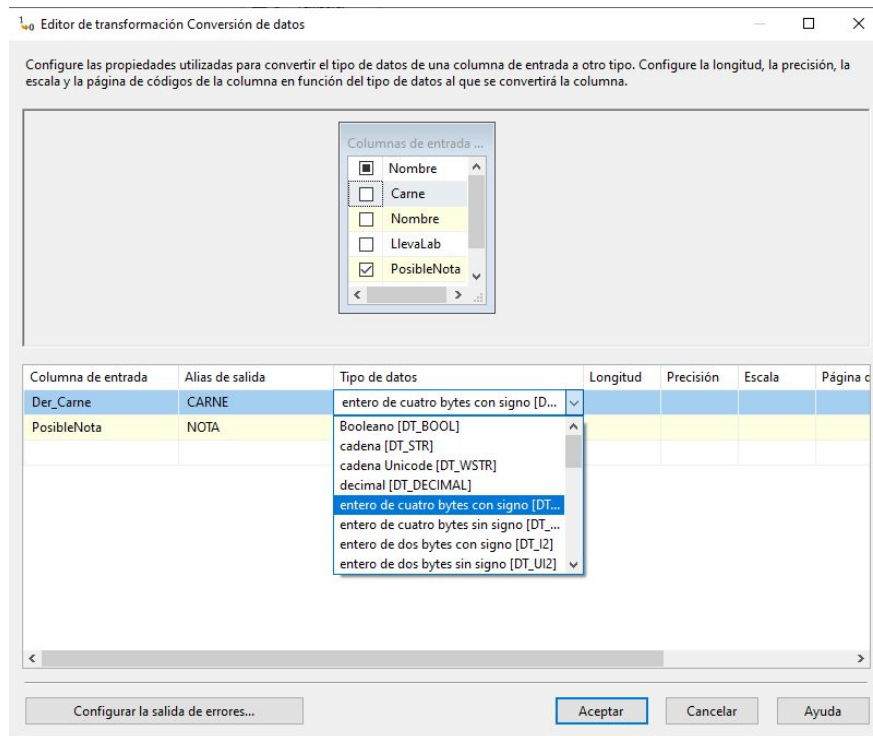 Editor de transformación Conversión de datos
Configure las propiedades utilizadas para convertir el tipo de datos de una columna de entrada a otro tipo. Configure la longitud, la precisión, la
escala y la página de códigos de la columna en función del tipo de datos al que se convertirá la columna.
Columnas de entrada ...
Nombre
Carne
Nombre
LlevaLab
PosibleNota
Columna de entrada Alias de salida Tipo de datos Longitud Precisión Escala Página
Der_Carne CARNE entero de cuatro bytes con signo [D...
PosibleNota NOTA
Booleano [DT_BOOL]
cadena [DT_STR]
cadena Unicode [DT_WSTR]
decimal [DT_DECIMAL]
entero de cuatro bytes con signo [DT...
entero de cuatro bytes sin signo [DT_...
entero de dos bytes con signo [DT_I2]
entero de dos bytes sin signo [DT_UI2]
Configurar la salida de errores... Aceptar Cancelar Ayuda